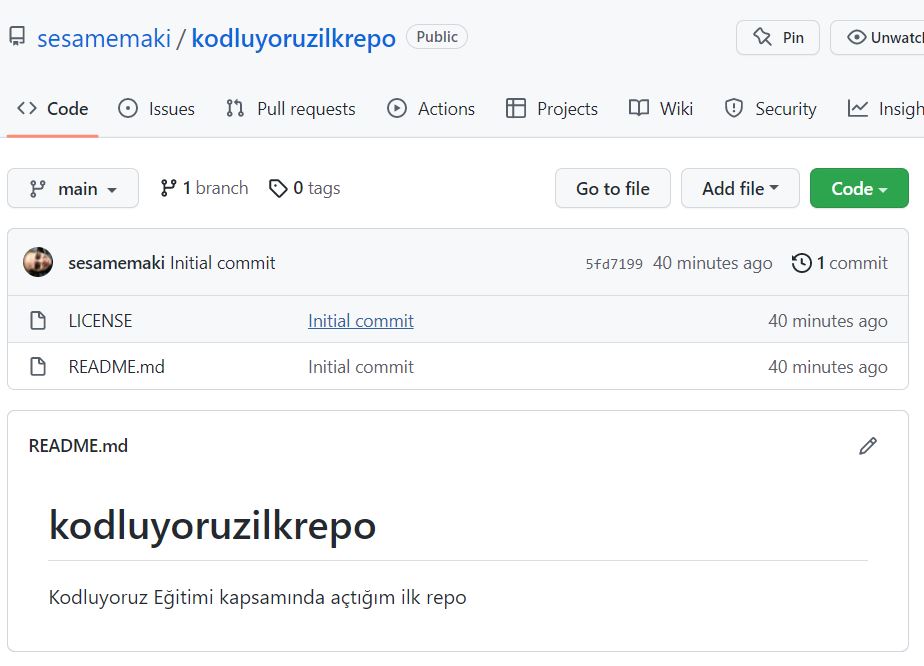 sesamemaki / kodluyoruzilkrepo Public Pin Unwatch
Code Issues Pull requests Actions Projects Wiki Security Insigh
main 1 branch 0 tags Go to file Add file Code
sesamemaki Initial commit 5fd7199 40 minutes ago 1 commit
LICENSE Initial commit 40 minutes ago
README.md Initial commit 40 minutes ago
README.md
kodluyoruzilkrepo
Kodluyoruz Eğitimi kapsamında açtığım ilk repo